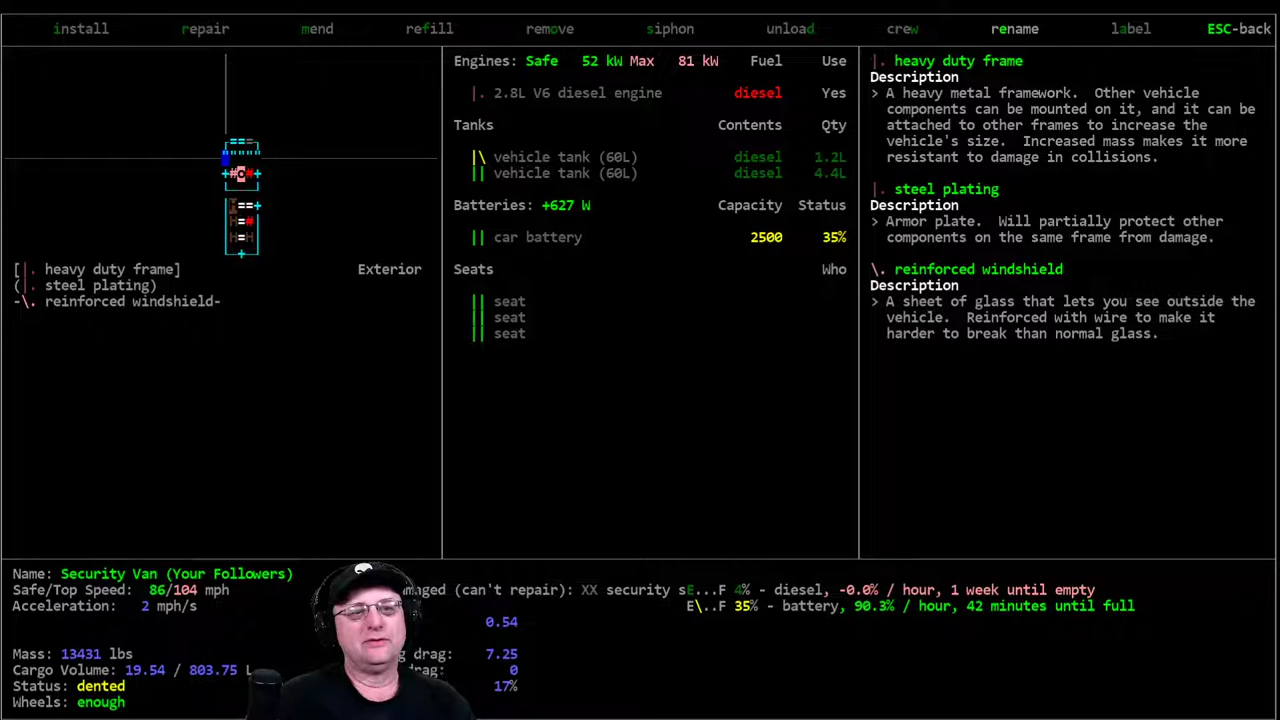 install repair mend refill remove siphon unload crew rename label ESC-back
Engines: Safe 52 kW Max 81 kW Fuel Use
|. 2.8L V6 diesel engine diesel Yes
Tanks Contents Qty
|\ vehicle tank (60L) diesel 1.2L
|| vehicle tank (60L) diesel 4.4L
Batteries: +627 W Capacity Status
|| car battery 2500 35%
Seats Who
|| seat
|| seat
|| seat
|. heavy duty frame
Description
> A heavy metal framework. Other vehicle
components can be mounted on it, and it can be
attached to other frames to increase the
vehicle's size. Increased mass makes it more
resistant to damage in collisions.
|. steel plating
Description
> Armor plate. Will partially protect other
components on the same frame from damage.
\. reinforced windshield
Description
> A sheet of glass that lets you see outside the
vehicle. Reinforced with wire to make it
harder to break than normal glass.
[|. heavy duty frame] Exterior
(|. steel plating)
-\. reinforced windshield-
Name: Security Van (Your Followers)
Safe/Top Speed: 86/104 mph
Acceleration: 2 mph/s
Mass: 13431 lbs
Cargo Volume: 19.54 / 803.75 L
Status: dented
Wheels: enough
maged (can't repair): XX security sE...F 4% - diesel, -0.0% / hour, 1 week until empty
E\..F 35% - battery, 90.3% / hour, 42 minutes until full
0.54
g drag: 7.25
drag: 0
17%